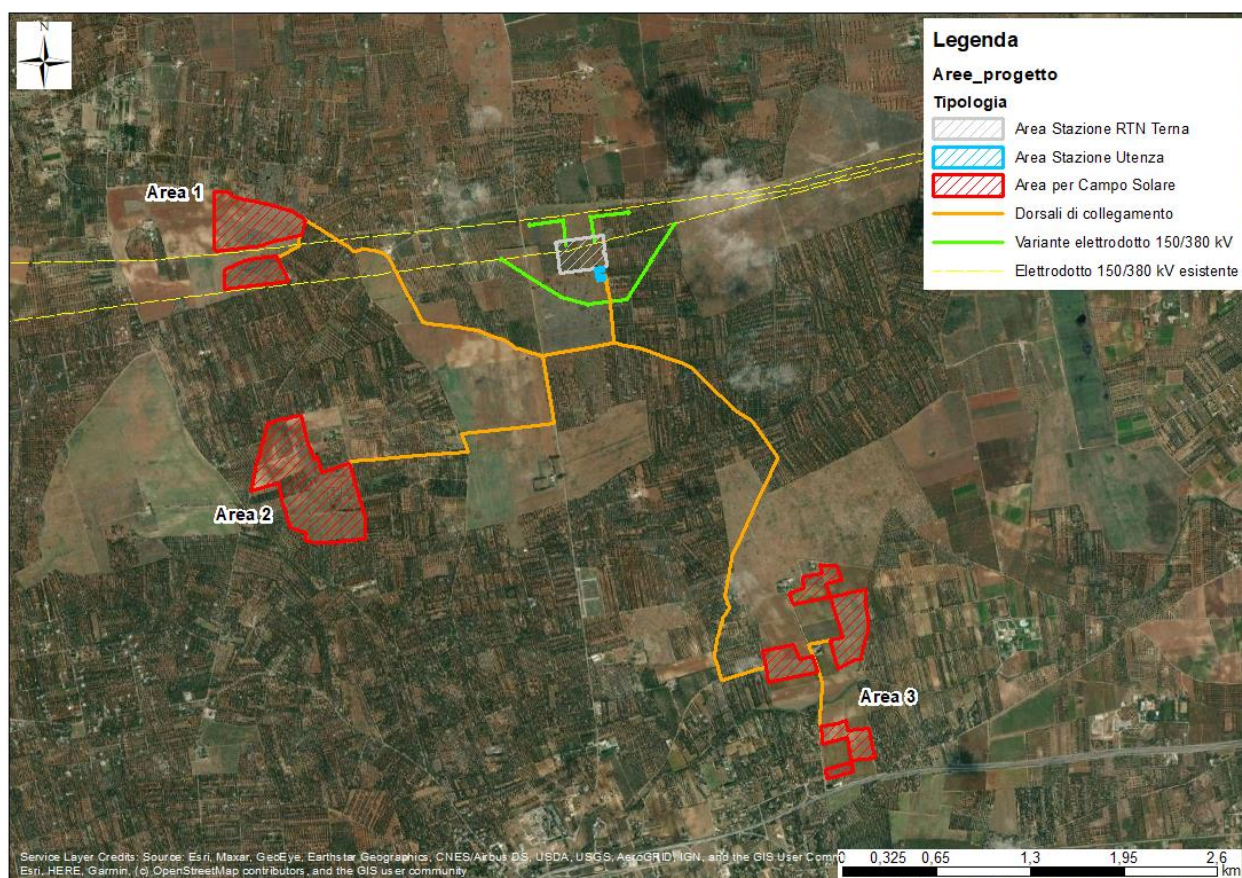 N
Legenda
Aree_progetto
Tipologia
Area Stazione RTN Terna
Area Stazione Utenza
Area per Campo Solare
Dorsali di collegamento
Variante elettrodotto 150/380 kV
Elettrodotto 150/380 kV esistente
Area 1
Area 2
Area 3
Service Layer Credits: Source: Esri, Maxar, GeoEye, Earthstar Geographics, CNES/Airbus DS, USDA, USGS, AeroGRID, IGN, and the GIS User Comm
Esri, HERE, Garmin, (c) OpenStreetMap contributors, and the GIS user community
0 0,325 0,65 1,3 1,95 2,6
km